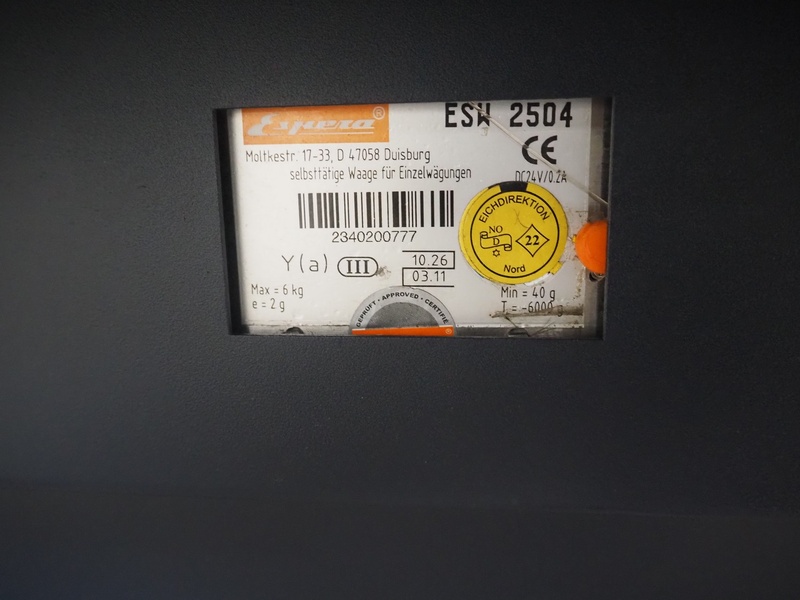 Espera®
ESW 2504
Moltkestr. 17-33, D 47058 Duisburg
CE
selbsttätige Waage für Einzelwägungen
DC24V/0.2A
2340200777
EICHDIREKTION
NO
D
22
Nord
Y(a) III
10.26
03.11
Max = 6 kg
e = 2 g
GEPRÜFT • APPROVED • CERTIFIE
Min = 40 g
T = -6000 g